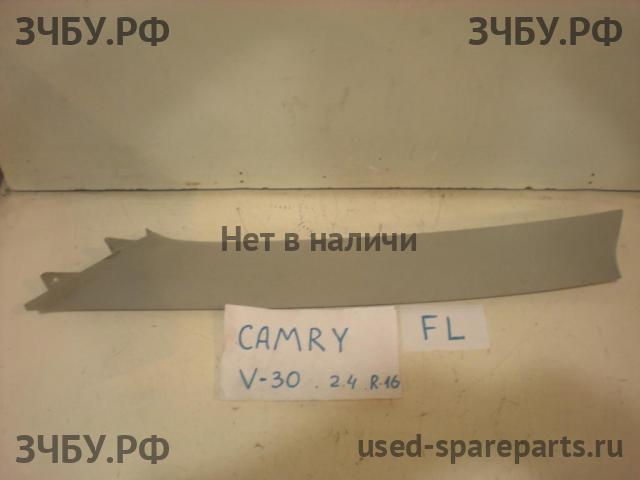 ЗЧБУ.РФ ЗЧБУ.РФ
Нет в наличи
CAMRY
V-30 . 2.4 . R-16
FL
ЗЧБУ.РФ used-spareparts.ru